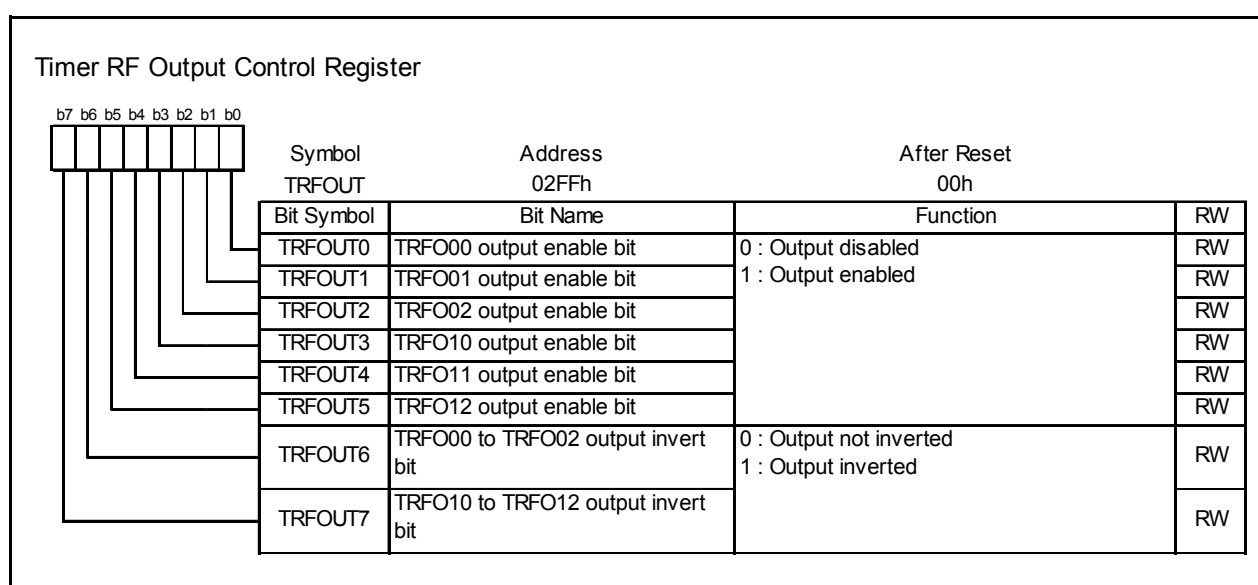 Timer RF Output Control Register
b7 b6 b5 b4 b3 b2 b1 b0
Symbol Address After Reset
TRFOUT 02FFh 00h
Bit Symbol Bit Name Function RW
TRFOUT0 TRFO00 output enable bit 0 : Output disabled RW
TRFOUT1 TRFO01 output enable bit 1 : Output enabled RW
TRFOUT2 TRFO02 output enable bit RW
TRFOUT3 TRFO10 output enable bit RW
TRFOUT4 TRFO11 output enable bit RW
TRFOUT5 TRFO12 output enable bit RW
TRFOUT6 TRFO00 to TRFO02 output invert bit 0 : Output not inverted RW
1 : Output inverted
TRFOUT7 TRFO10 to TRFO12 output invert bit RW